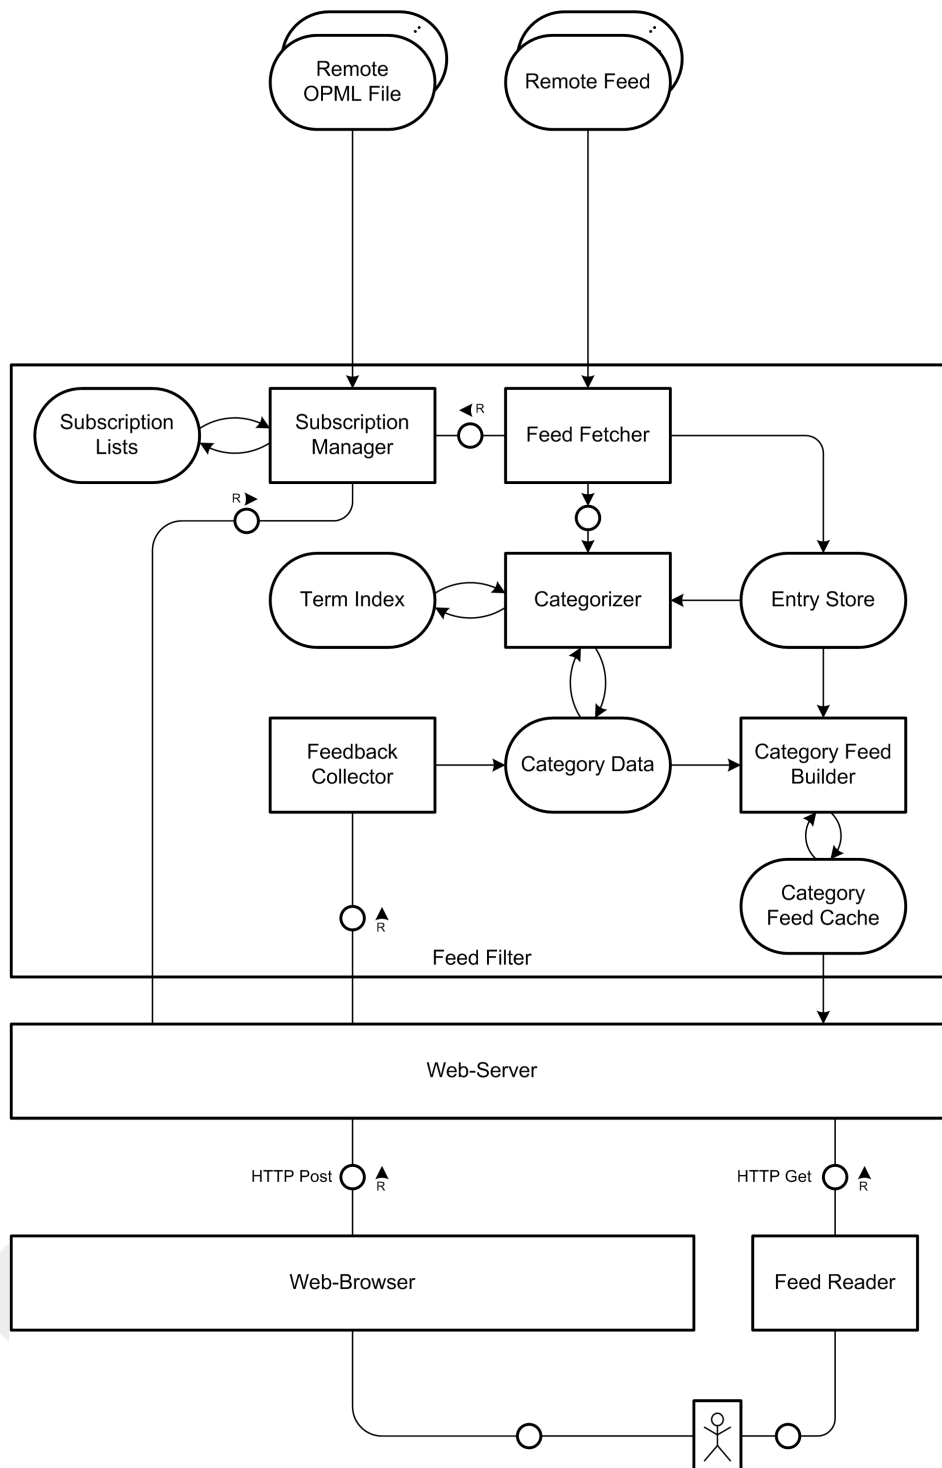 Remote
OPML File
Remote Feed
Subscription
Lists
Subscription
Manager
R
Feed Fetcher
R
Term Index
Categorizer
Entry Store
Feedback
Collector
Category Data
Category Feed
Builder
Category
Feed Cache
R
Feed Filter
Web-Server
HTTP Post
R
HTTP Get
R
Web-Browser
Feed Reader